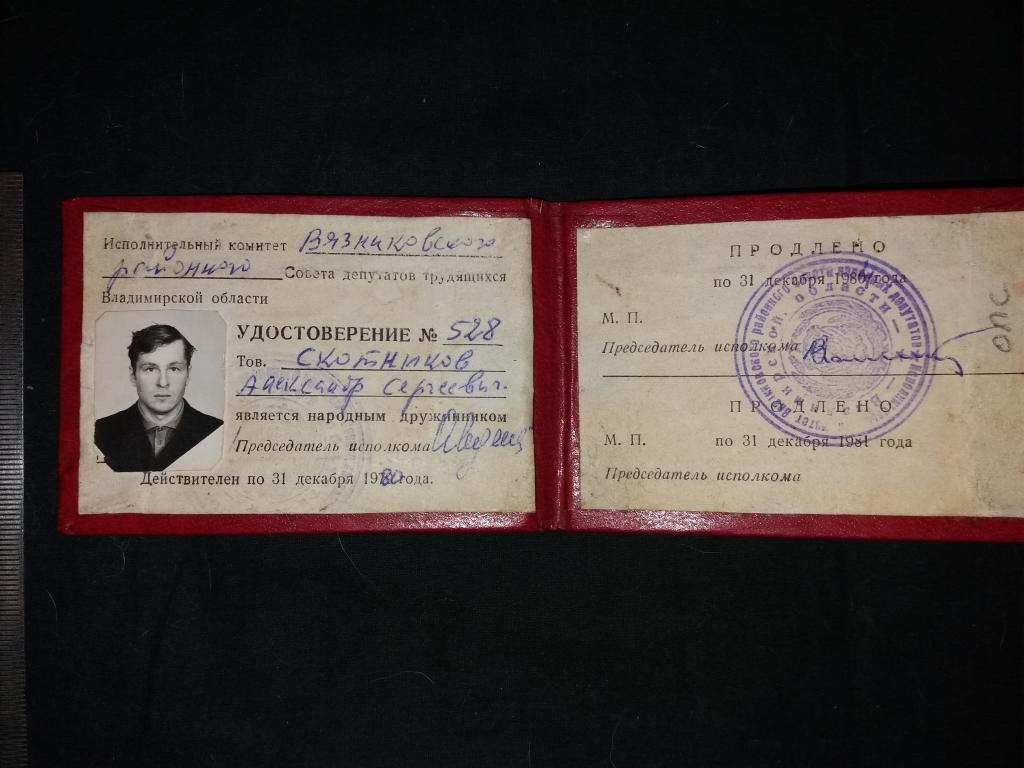 Исполнительный комитет Вязниковского
районного Совета депутатов трудящихся
Владимирской области
УДОСТОВЕРЕНИЕ № 528
Тов. Скотников
Александр Сергеевич.
является народным дружинником
Председатель исполкома
Действителен по 31 декабря 1980 года.
ПРОДЛЕНО
по 31 декабря 1980 года
М. П.
Председатель исполкома
ПРОДЛЕНО
М. П. по 31 декабря 1981 года
Председатель исполкома
опс